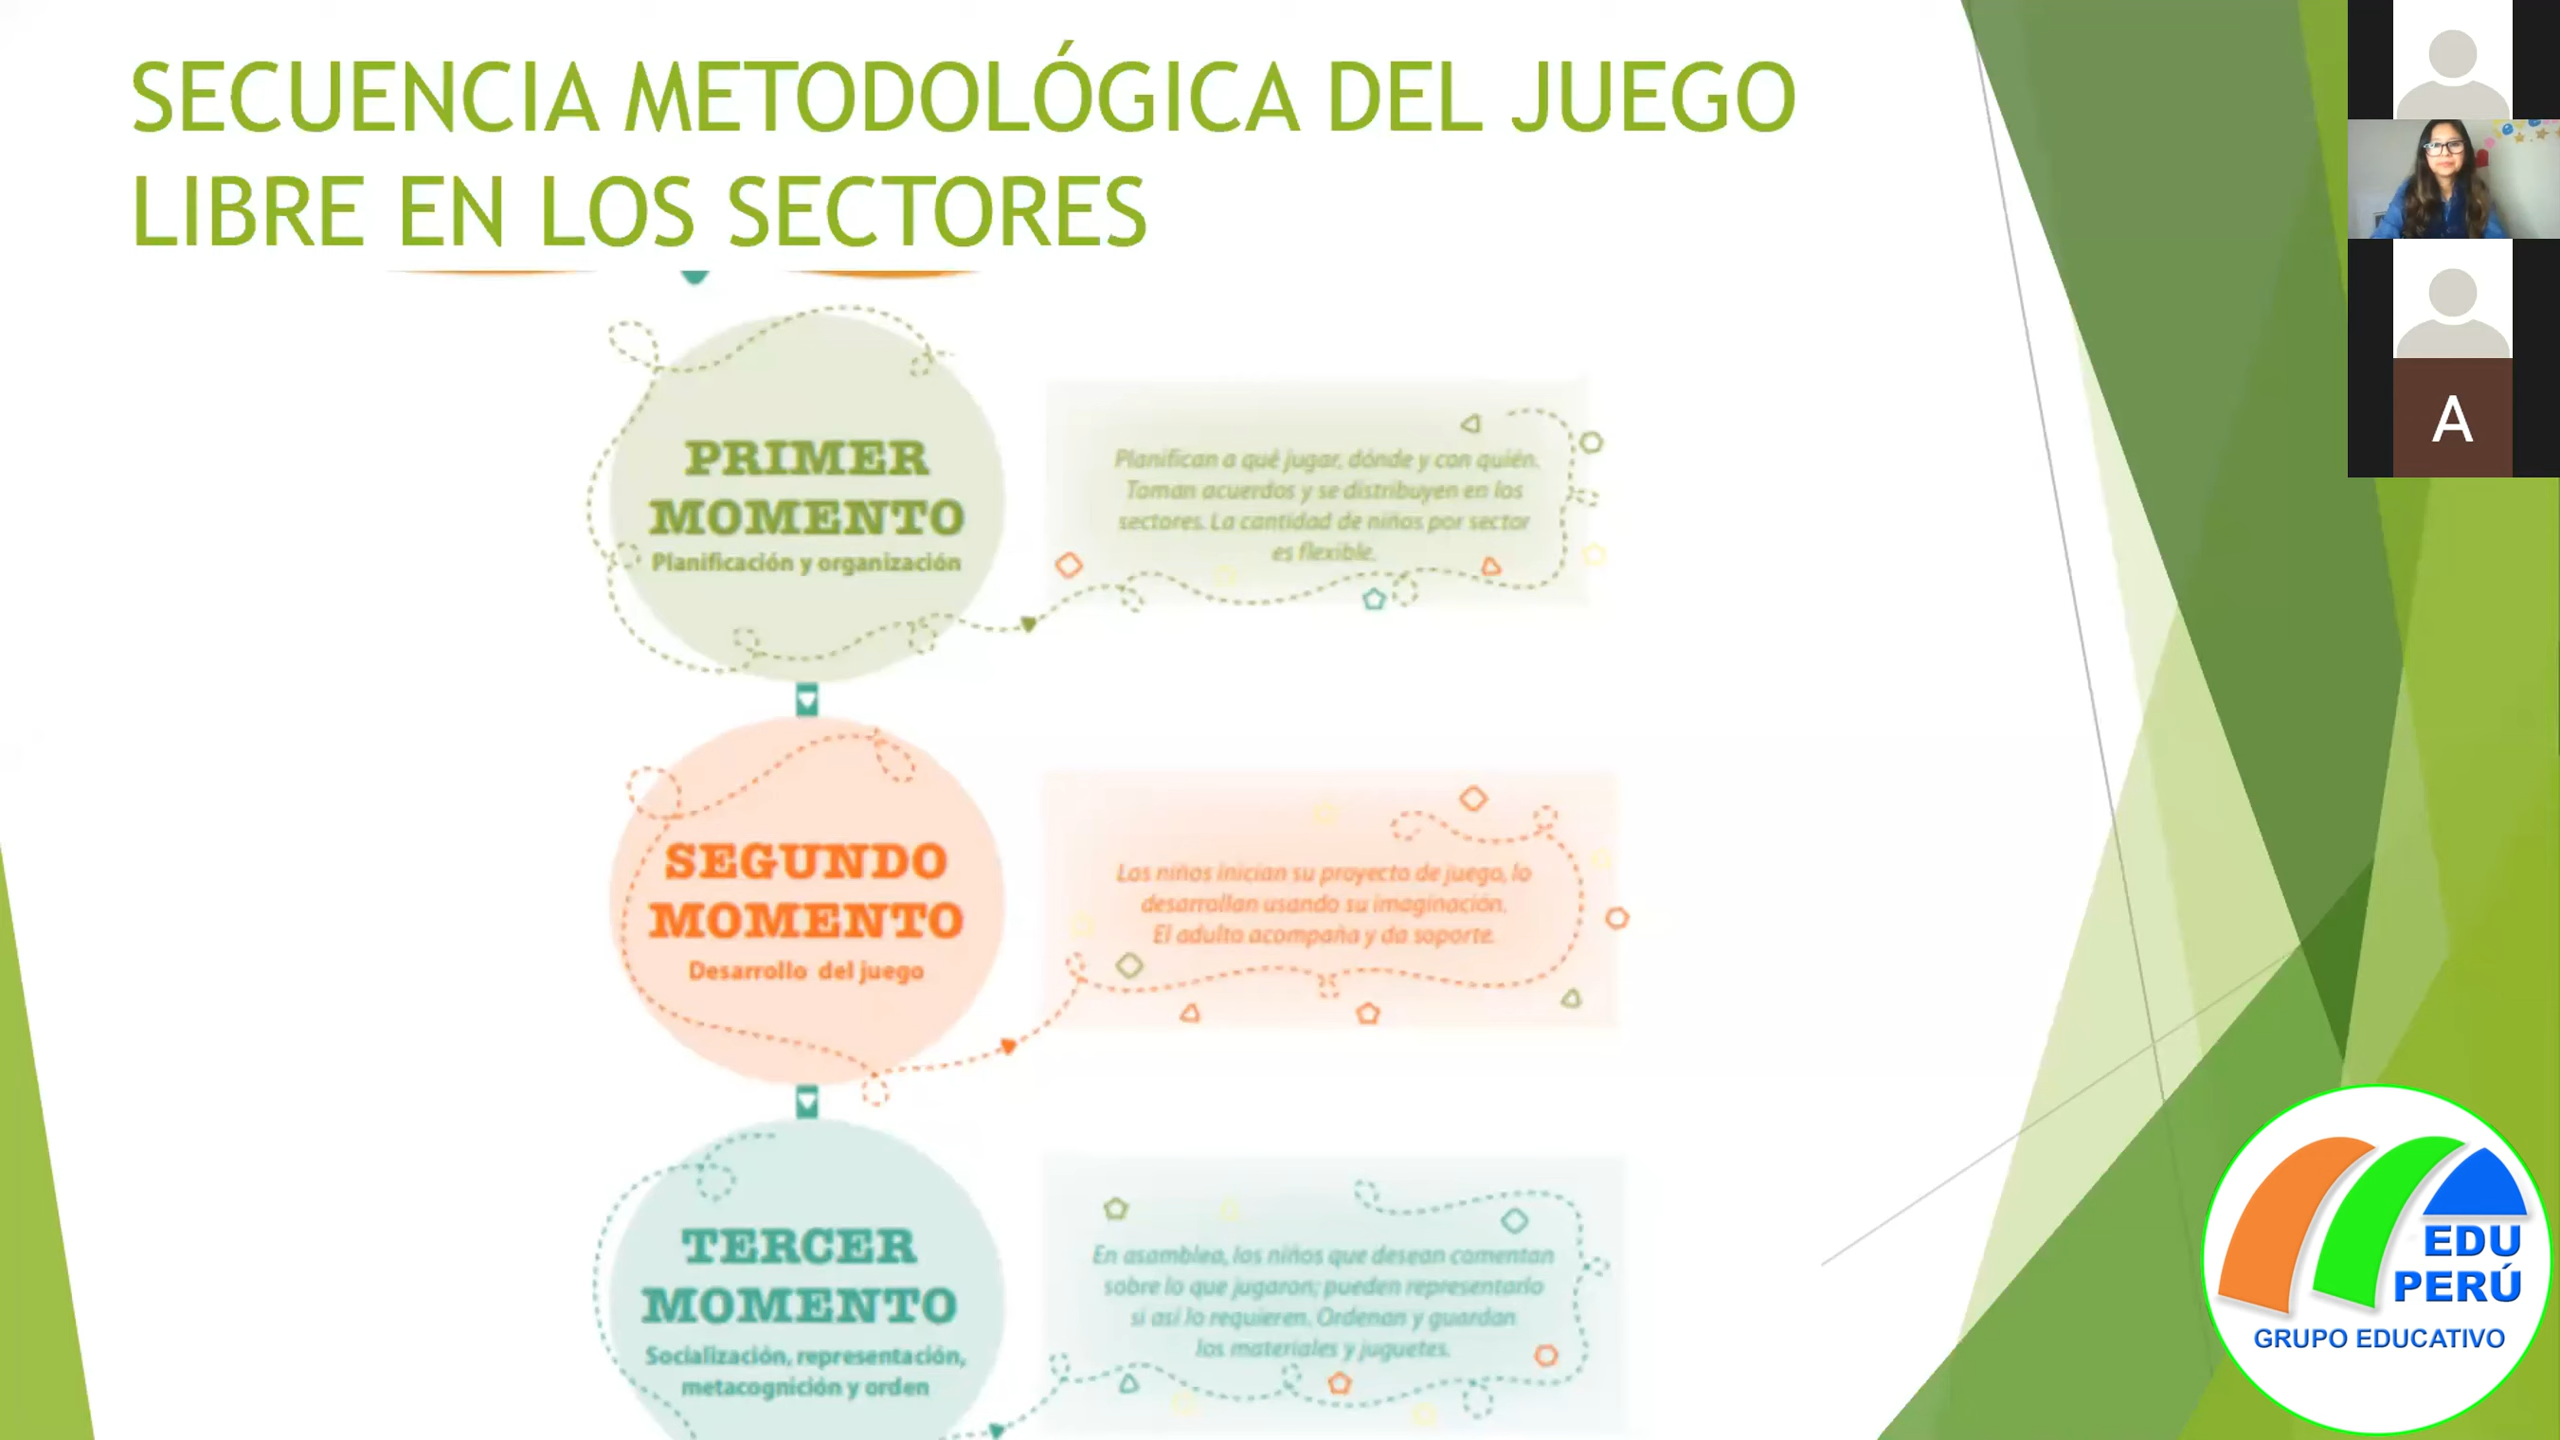 SECUENCIA METODOLÓGICA DEL JUEGO
LIBRE EN LOS SECTORES
PRIMER
MOMENTO
Planificación y organización
Planifican a qué jugar, dónde y con quién.
Toman acuerdos y se distribuyen en los
sectores. La cantidad de niños por sector
es flexible.
SEGUNDO
MOMENTO
Desarrollo del juego
Los niños inician su proyecto de juego, lo
desarrollan usando su imaginación.
El adulto acompaña y da soporte.
TERCER
MOMENTO
Socialización, representación,
metacognición y orden
En asamblea, los niños que desean comentan
sobre lo que jugaron; pueden representarlo
si así lo requieren. Ordenan y guardan
los materiales y juguetes.
A
EDU
PERÚ
GRUPO EDUCATIVO